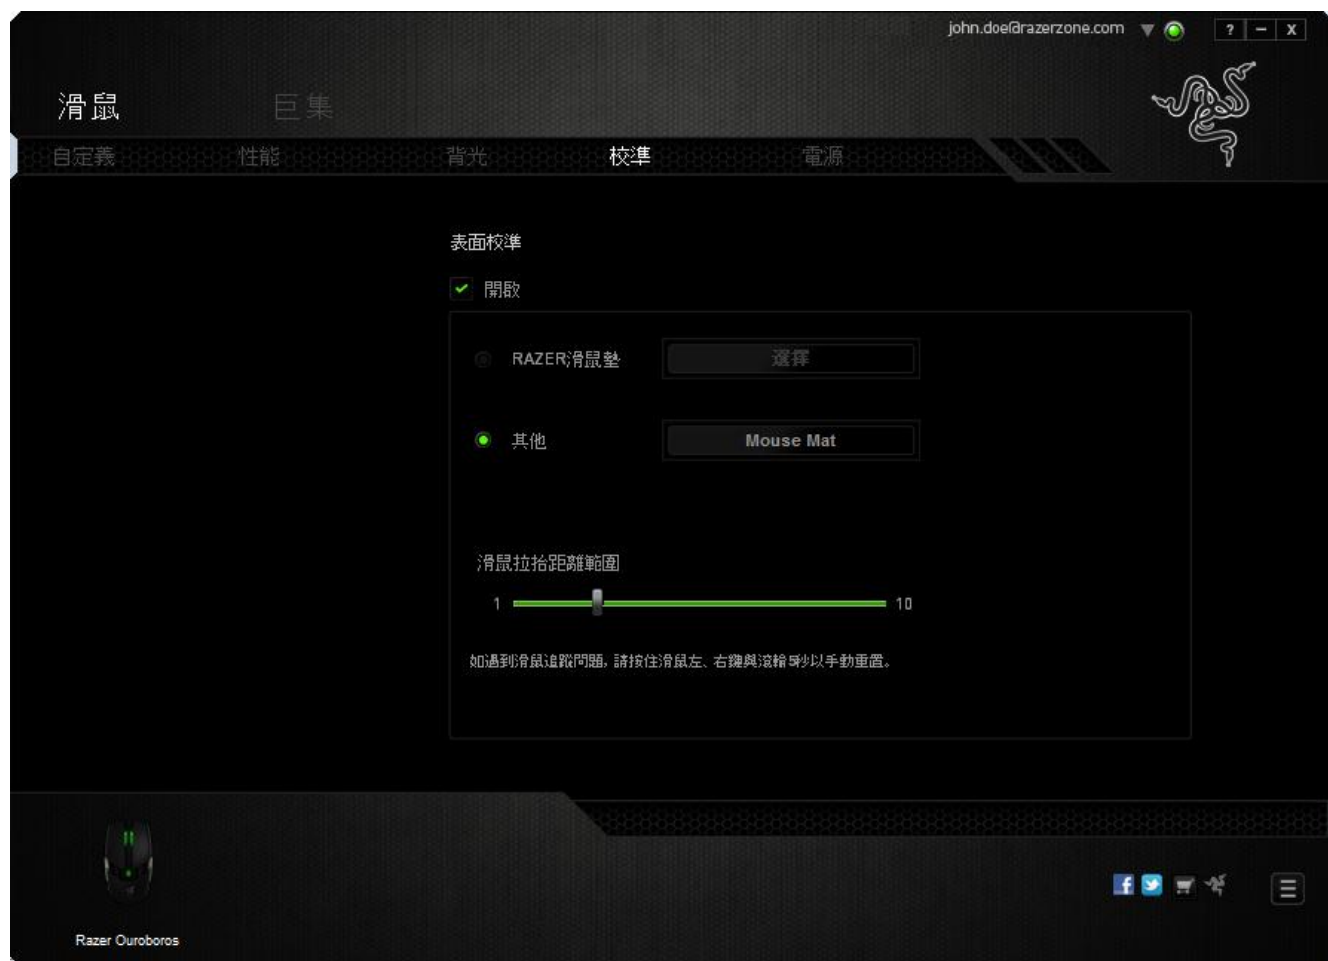 john.doe@razerzone.com
? – X
滑鼠 巨集
自定義 性能 背光 校準 電源
表面校準
開啟
RAZER滑鼠墊 選擇
其他 Mouse Mat
滑鼠拉抬距離範圍
1 10
如遇到滑鼠追蹤問題, 請按住滑鼠左、右鍵與滾輪 5秒以手動重置。
Razer Ouroboros